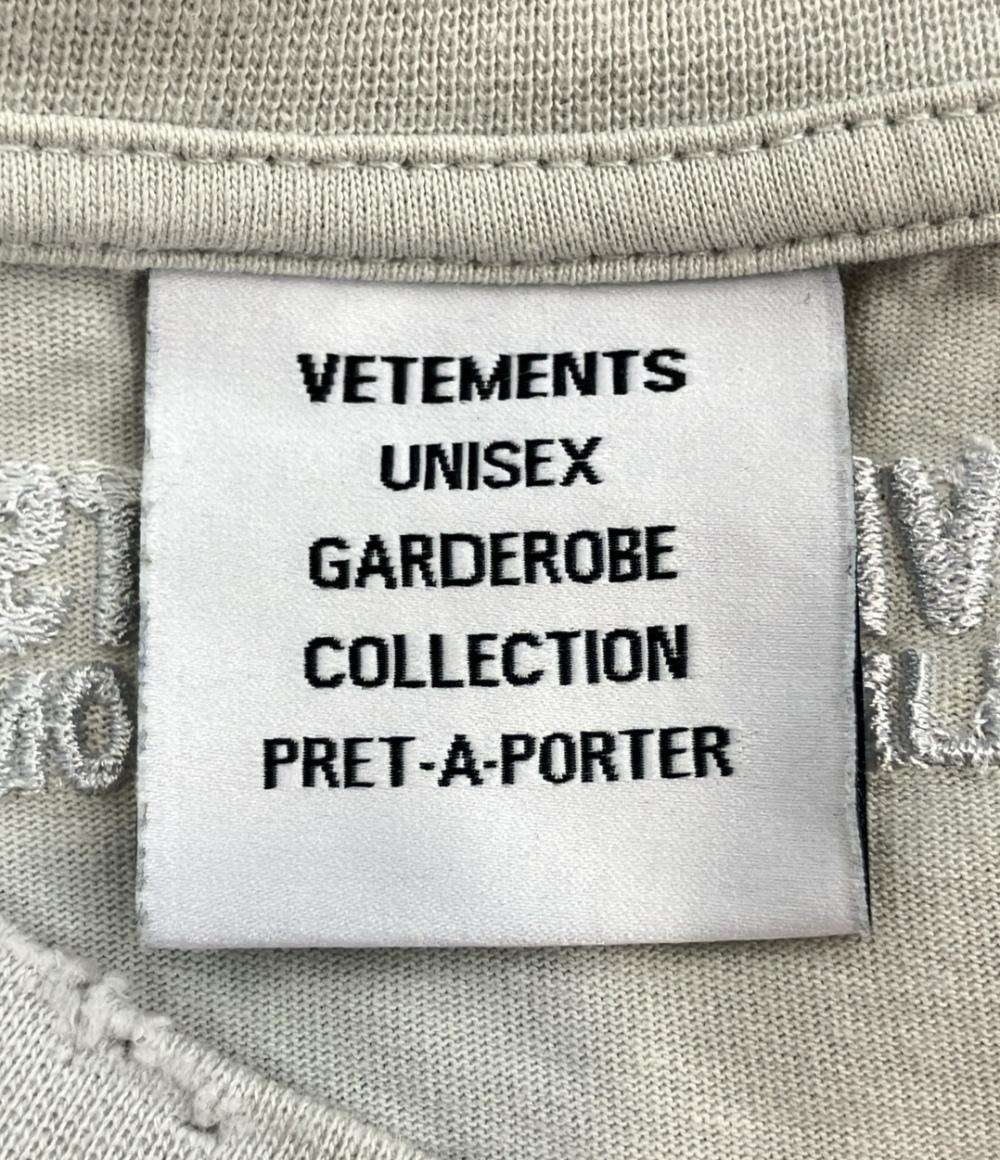 VETEMENTS
UNISEX
GARDEROBE
COLLECTION
PRET-A-PORTER